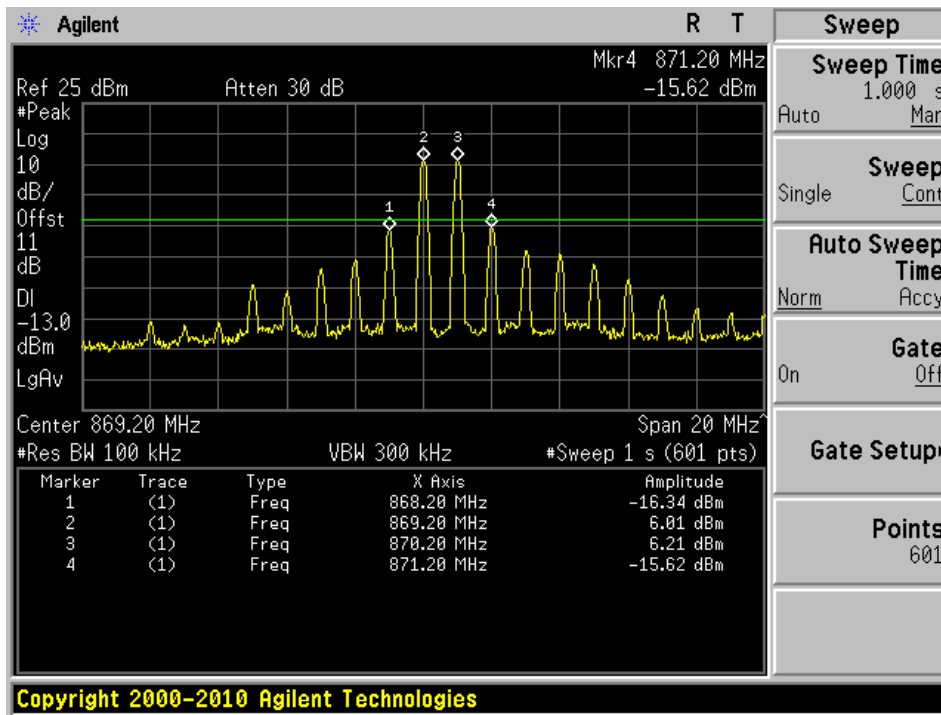 Agilent R T
Mkr4 871.20 MHz
Ref 25 dBm Atten 30 dB -15.62 dBm
#Peak
Log
10
dB/
Offst
11
dB
DI
-13.0
dBm
LgAv
1
2
3
4
Center 869.20 MHz Span 20 MHz^
#Res BW 100 kHz VBW 300 kHz #Sweep 1 s (601 pts)
Marker Trace Type X Axis Amplitude
1 (1) Freq 868.20 MHz -16.34 dBm
2 (1) Freq 869.20 MHz 6.01 dBm
3 (1) Freq 870.20 MHz 6.21 dBm
4 (1) Freq 871.20 MHz -15.62 dBm
Copyright 2000-2010 Agilent Technologies
Sweep
Sweep Time
1.000 s
Auto Man
Sweep
Single Cont
Auto Sweep
Time
Norm Accy
Gate
On Off
Gate Setup
Points
601